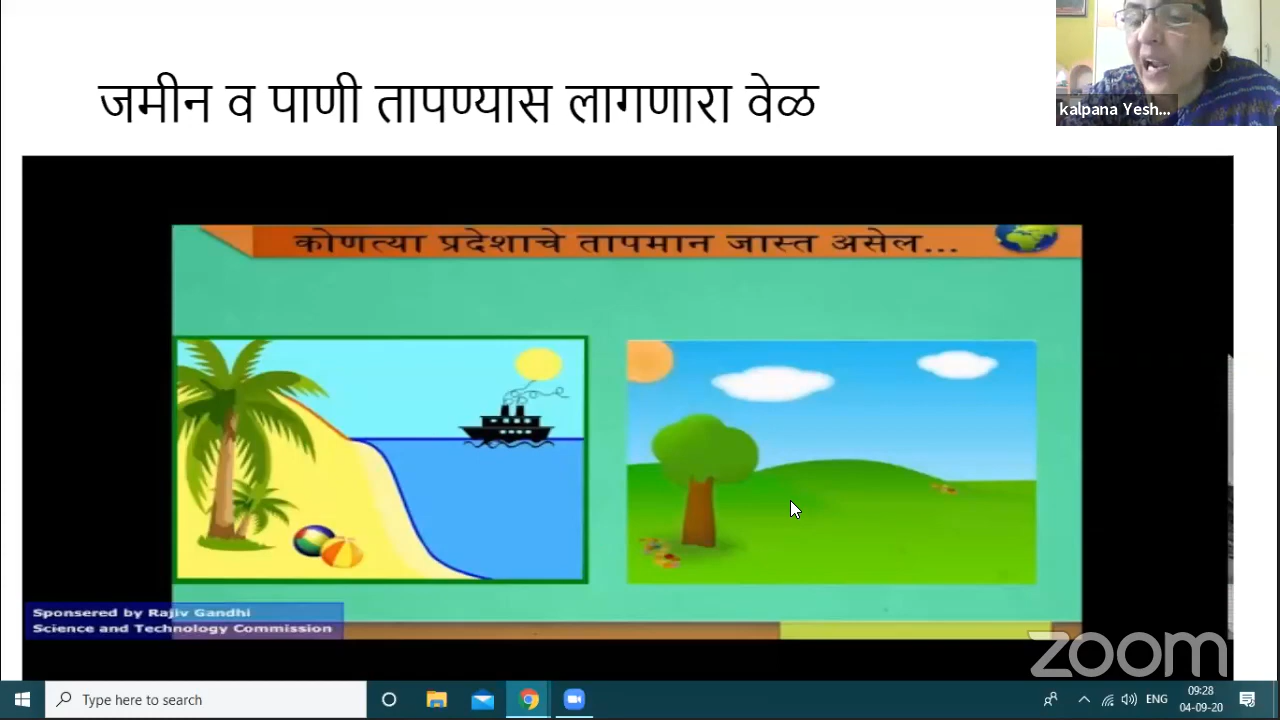 जमीन व पाणी तापण्यास लागणारा वेळ
kalpana Yesh...
कोणत्या प्रदेशाचे तापमान जास्त असेल...
Sponsered by Rajiv Gandhi
Science and Technology Commission
zoom
Type here to search
ENG
09:28
04-09-20